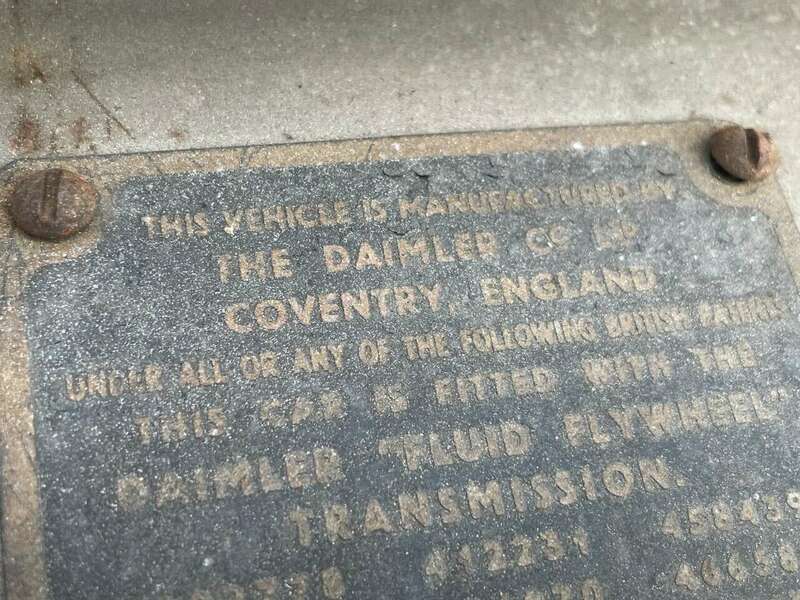 THIS VEHICLE IS MANUFACTURED BY
THE DAIMLER CO LTD
COVENTRY, ENGLAND
UNDER ALL OR ANY OF THE FOLLOWING BRITISH PATENTS
THIS CAR IS FITTED WITH THE
DAIMLER "FLUID FLYWHEEL"
TRANSMISSION.
412231 458439